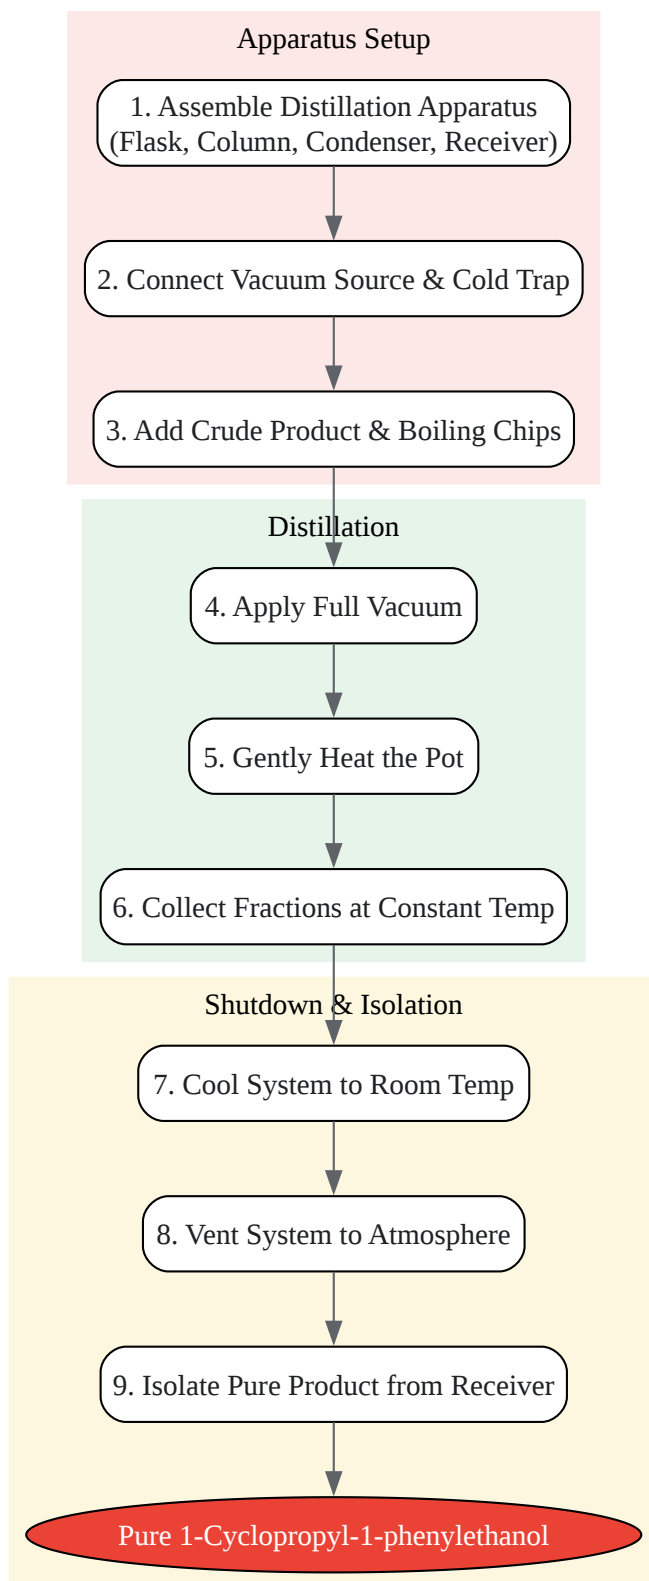 Apparatus Setup
1. Assemble Distillation Apparatus
(Flask, Column, Condenser, Receiver)
2. Connect Vacuum Source & Cold Trap
3. Add Crude Product & Boiling Chips
Distillation
4. Apply Full Vacuum
5. Gently Heat the Pot
6. Collect Fractions at Constant Temp
Shutdown & Isolation
7. Cool System to Room Temp
8. Vent System to Atmosphere
9. Isolate Pure Product from Receiver
Pure 1-Cyclopropyl-1-phenylethanol